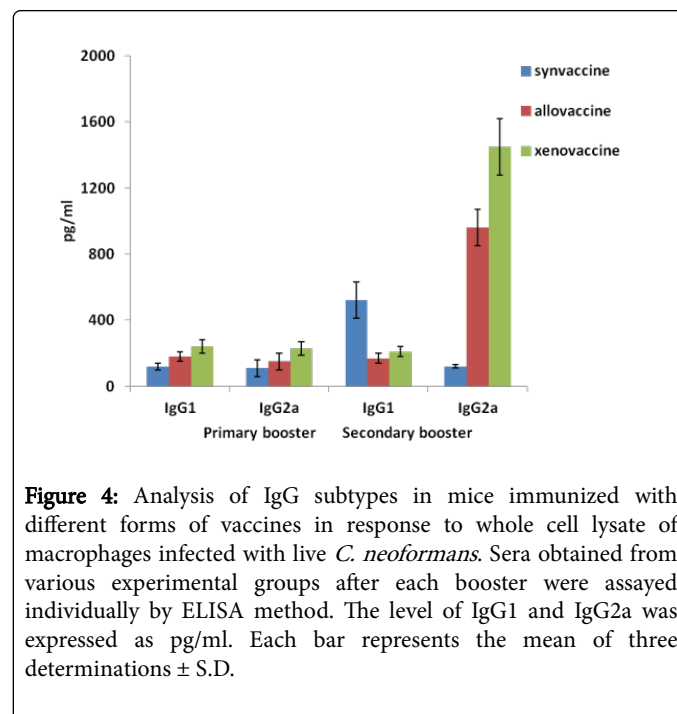 2000
1600
1200
800
400
0
pg/ml
synvaccine
allovaccine
xenovaccine
IgG1 IgG2a IgG1 IgG2a
Primary booster Secondary booster
Figure 4: Analysis of IgG subtypes in mice immunized with
different forms of vaccines in response to whole cell lysate of
macrophages infected with live C. neoformans. Sera obtained from
various experimental groups after each booster were assayed
individually by ELISA method. The level of IgG1 and IgG2a was
expressed as pg/ml. Each bar represents the mean of three
determinations ± S.D.